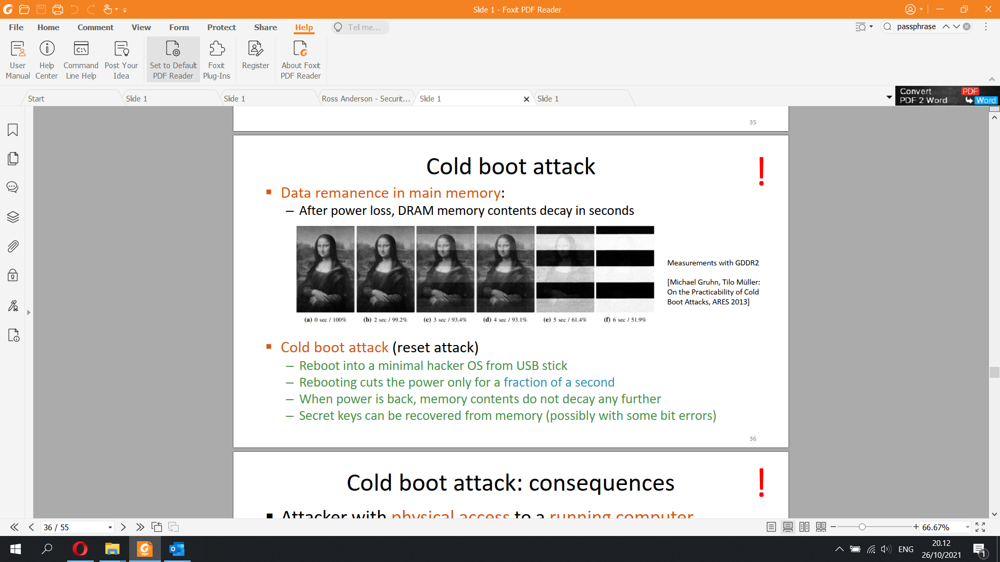 Slide 1 - Foxit PDF Reader
File Home Comment View Form Protect Share Help Tell me... passphrase
User Manual
Help Center
Command Line Help
C:\
Post Your Idea
Set to Default PDF Reader
Foxit Plug-Ins
Register
About Foxit PDF Reader
Start
Slide 1
Slide 1
Ross Anderson - Securit...
Slide 1
Slide 1
Convert PDF
PDF 2 Word Word
35
Cold boot attack
!
▪ Data remanence in main memory:
– After power loss, DRAM memory contents decay in seconds
(a) 0 sec / 100% (b) 2 sec / 99.2% (c) 3 sec / 93.4% (d) 4 sec / 93.1% (e) 5 sec / 61.4% (f) 6 sec / 51.9%
Measurements with GDDR2
[Michael Gruhn, Tilo Müller:
On the Practicability of Cold
Boot Attacks, ARES 2013]
▪ Cold boot attack (reset attack)
– Reboot into a minimal hacker OS from USB stick
– Rebooting cuts the power only for a fraction of a second
– When power is back, memory contents do not decay any further
– Secret keys can be recovered from memory (possibly with some bit errors)
36
Cold boot attack: consequences
!
▪ Attacker with physical access to a running computer
36 / 55
66.67%
PDF
ENG
20.12
26/10/2021
1